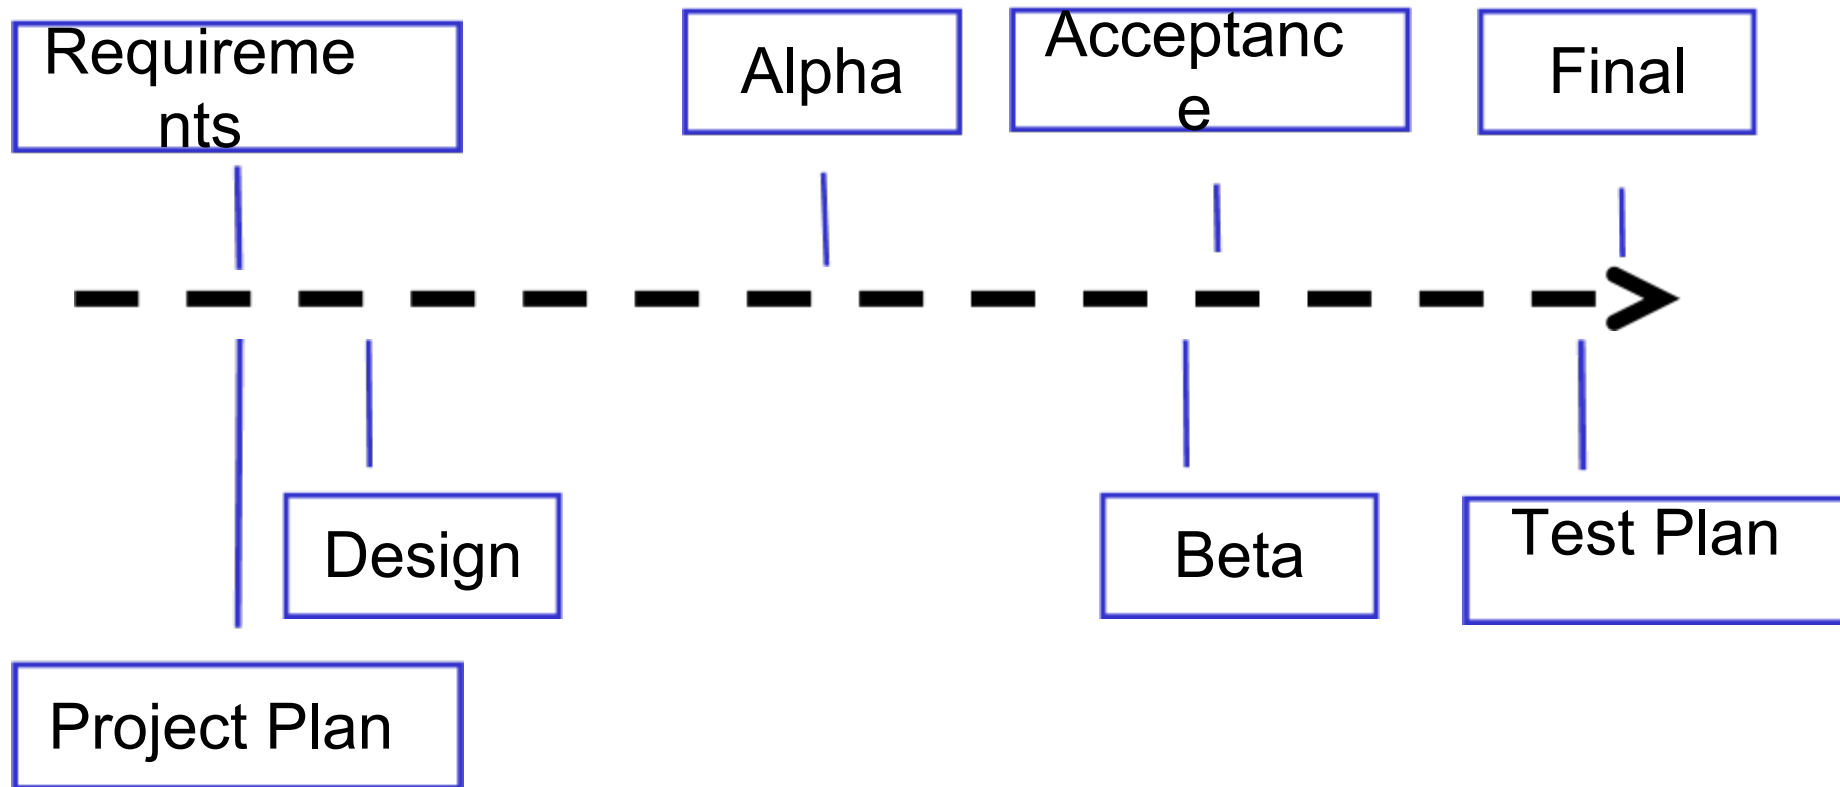 Requireme
nts
Alpha
Acceptanc
e
Final
Design
Beta
Test Plan
Project Plan